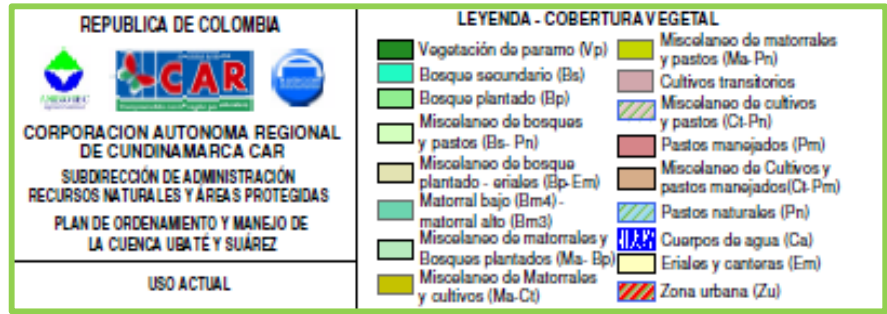 REPUBLICA DE COLOMBIA
CAR
CORPORACION AUTONOMA REGIONAL
DE CUNDINAMARCA CAR
SUBDIRECCIÓN DE ADMINISTRACIÓN
RECURSOS NATURALES Y ÁREAS PROTEGIDAS
PLAN DE ORDENAMIENTO Y MANEJO DE
LA CUENCA UBATÉ Y SUÁREZ
USO ACTUAL
LEYENDA - COBERTURA VEGETAL
Vegetación de paramo (Vp)
Bosque secundario (Bs)
Bosque plantado (Bp)
Miscelaneo de bosques
y pastos (Bs- Pn)
Miscelaneo de bosque
plantado - eriales (Bp-Em)
Matorral bajo (Bm4) -
matorral alto (Bm3)
Miscelaneo de matorrales y
Bosques plantados (Ma- Bp)
Miscelaneo de Matorrales
y cultivos (Ma-Ct)
Miscelaneo de matorrales
y pastos (Ma-Pn)
Cultivos transitorios
Miscelaneo de cultivos
y pastos (Ct-Pn)
Pastos manejados (Pm)
Miscelaneo de Cultivos y
pastos manejados(Ct-Pm)
Pastos naturales (Pn)
Cuerpos de agua (Ca)
Eriales y canteras (Em)
Zona urbana (Zu)